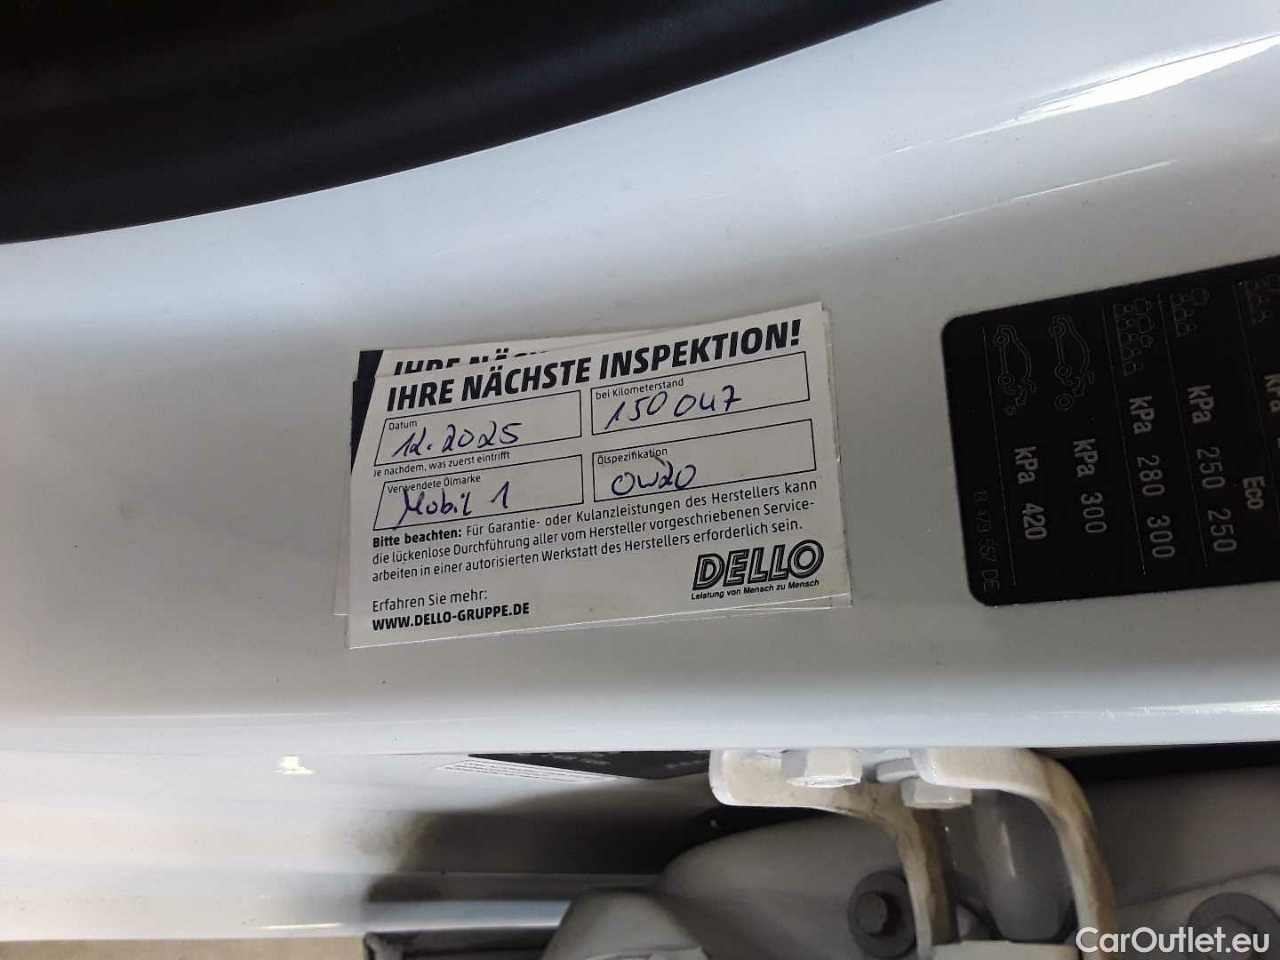 IHRE NÄCHSTE INSPEKTION!
Datum
12.2025
bei Kilometerstand
150 047
Je nachdem, was zuerst eintrifft
Verwendete Ölmarke
Mobil 1
Ölspezifikation
0W20
Bitte beachten: Für Garantie- oder Kulanzleistungen des Herstellers kann
die lückenlose Durchführung aller vom Hersteller vorgeschriebenen Service-
arbeiten in einer autorisierten Werkstatt des Herstellers erforderlich sein.
DELLO
Leistung von Mensch zu Mensch
Erfahren Sie mehr:
WWW.DELLO-GRUPPE.DE
Eco
kPa 250 250
kPa 280 300
kPa 300
kPa 420
CarOutlet.eu